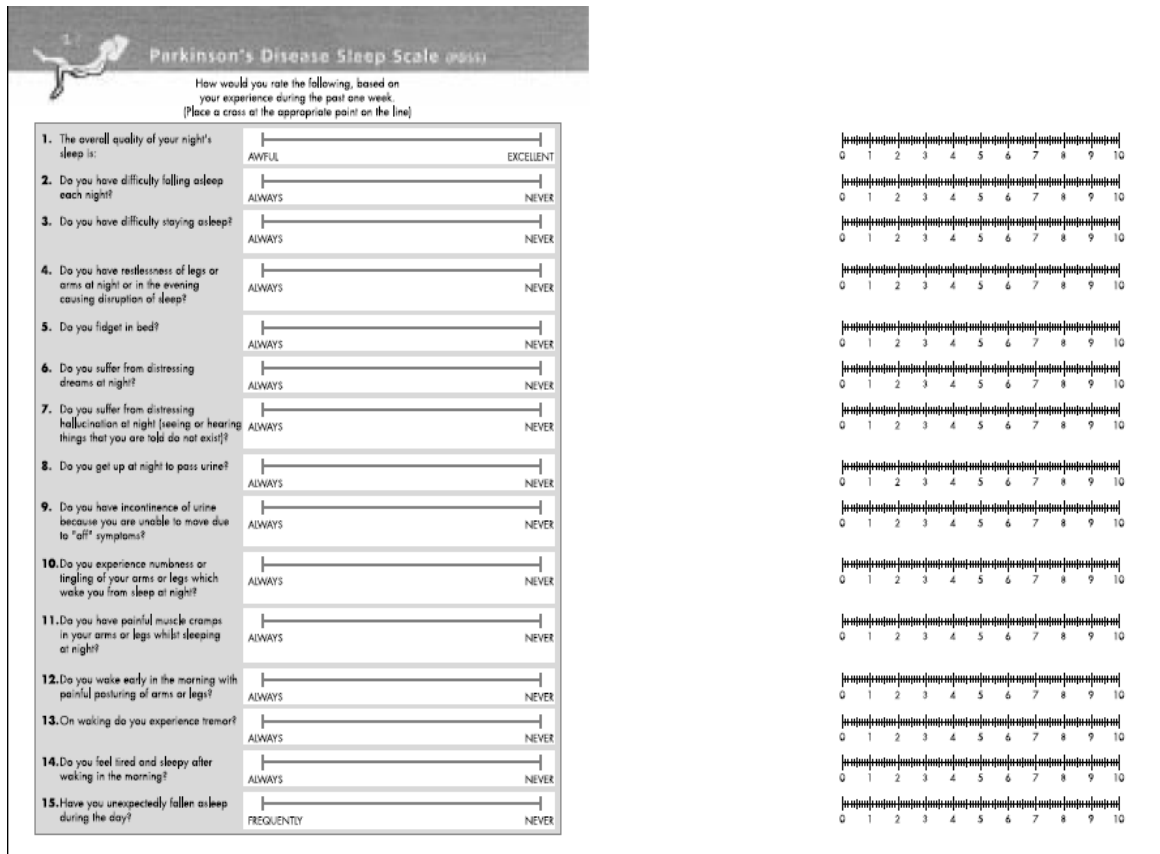 Parkinson's Disease Sleep Scale (PDSS)
How would you rate the following, based on
your experience during the past one week.
(Place a cross at the appropriate point on the line)
1. The overall quality of your night's
sleep is:
AWFUL EXCELLENT
0 1 2 3 4 5 6 7 8 9 10
2. Do you have difficulty falling asleep
each night?
ALWAYS NEVER
0 1 2 3 4 5 6 7 8 9 10
3. Do you have difficulty staying asleep?
ALWAYS NEVER
0 1 2 3 4 5 6 7 8 9 10
4. Do you have restlessness of legs or
arms at night or in the evening
causing disruption of sleep?
ALWAYS NEVER
0 1 2 3 4 5 6 7 8 9 10
5. Do you fidget in bed?
ALWAYS NEVER
0 1 2 3 4 5 6 7 8 9 10
6. Do you suffer from distressing
dreams at night?
ALWAYS NEVER
0 1 2 3 4 5 6 7 8 9 10
7. Do you suffer from distressing
hallucination at night (seeing or hearing
things that you are told do not exist)?
ALWAYS NEVER
0 1 2 3 4 5 6 7 8 9 10
8. Do you get up at night to pass urine?
ALWAYS NEVER
0 1 2 3 4 5 6 7 8 9 10
9. Do you have incontinence of urine
because you are unable to move due
to "off" symptoms?
ALWAYS NEVER
0 1 2 3 4 5 6 7 8 9 10
10. Do you experience numbness or
tingling of your arms or legs which
wake you from sleep at night?
ALWAYS NEVER
0 1 2 3 4 5 6 7 8 9 10
11. Do you have painful muscle cramps
in your arms or legs whilst sleeping
at night?
ALWAYS NEVER
0 1 2 3 4 5 6 7 8 9 10
12. Do you wake early in the morning with
painful posturing of arms or legs?
ALWAYS NEVER
0 1 2 3 4 5 6 7 8 9 10
13. On waking do you experience tremor?
ALWAYS NEVER
0 1 2 3 4 5 6 7 8 9 10
14. Do you feel tired and sleepy after
waking in the morning?
ALWAYS NEVER
0 1 2 3 4 5 6 7 8 9 10
15. Have you unexpectedly fallen asleep
during the day?
FREQUENTLY NEVER
0 1 2 3 4 5 6 7 8 9 10